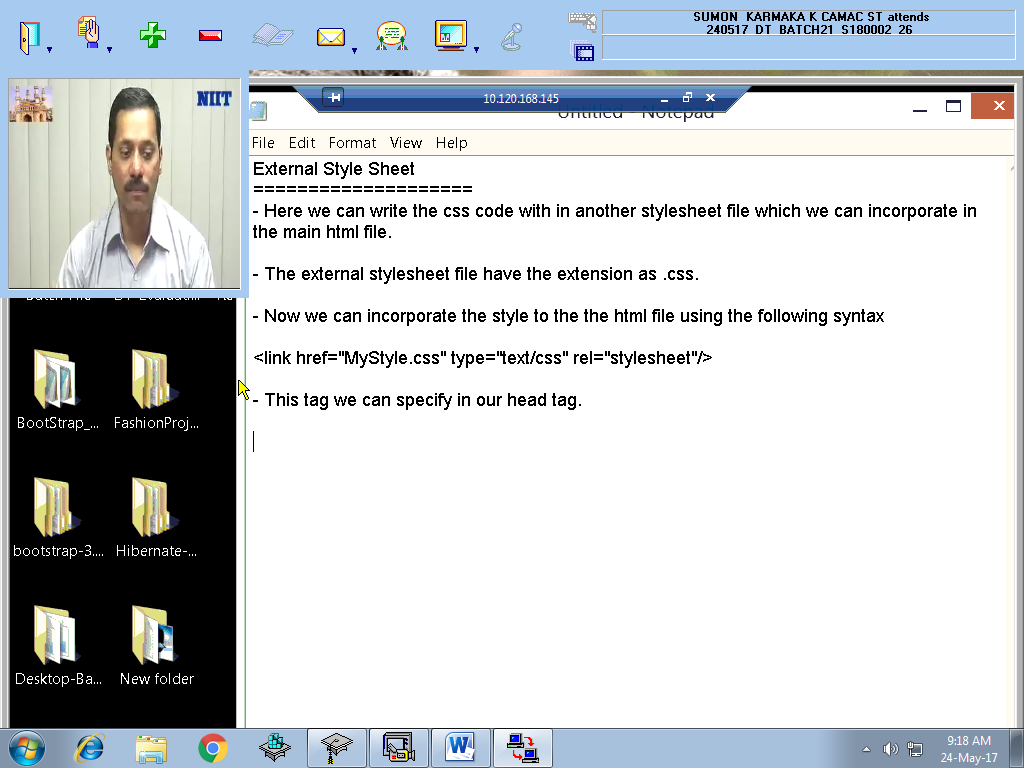 SUMON KARMAKA K CAMAC ST attends
240517 DT BATCH21 S180002 26
NIIT
10.120.168.145
Untitled - Notepad
File Edit Format View Help
External Style Sheet
====================
- Here we can write the css code with in another stylesheet file which we can incorporate in
the main html file.
- The external stylesheet file have the extension as .css.
- Now we can incorporate the style to the the html file using the following syntax
<link href="MyStyle.css" type="text/css" rel="stylesheet"/>
- This tag we can specify in our head tag.
BootStrap_... FashionProj...
bootstrap-3.... Hibernate-...
Desktop-Ba... New folder
9:18 AM
24-May-17